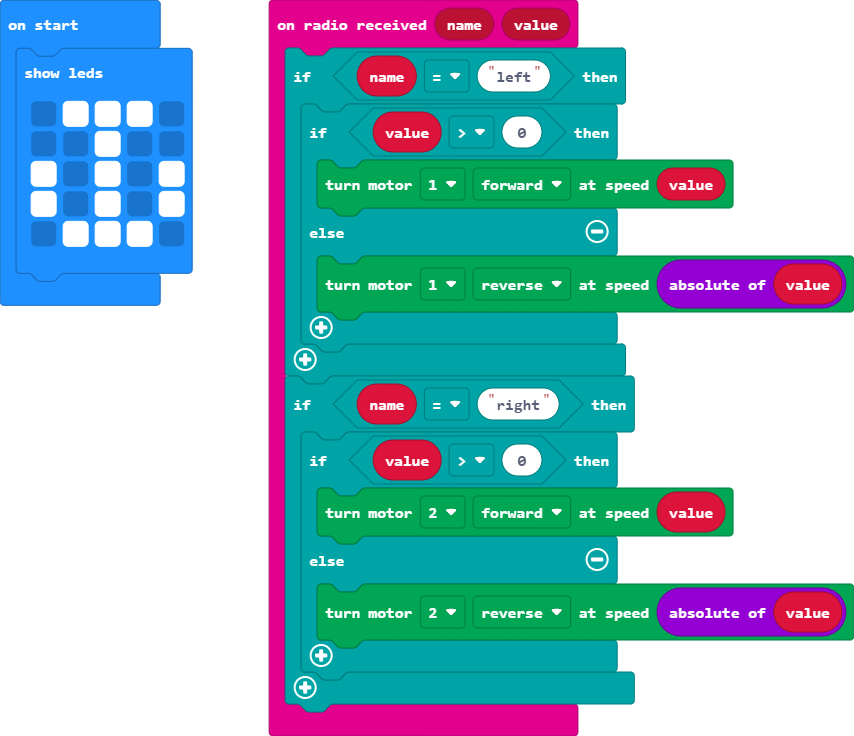 on start
show leds
on radio received name value
if name = "left" then
if value > 0 then
turn motor 1 forward at speed value
else
turn motor 1 reverse at speed absolute of value
if name = "right" then
if value > 0 then
turn motor 2 forward at speed value
else
turn motor 2 reverse at speed absolute of value